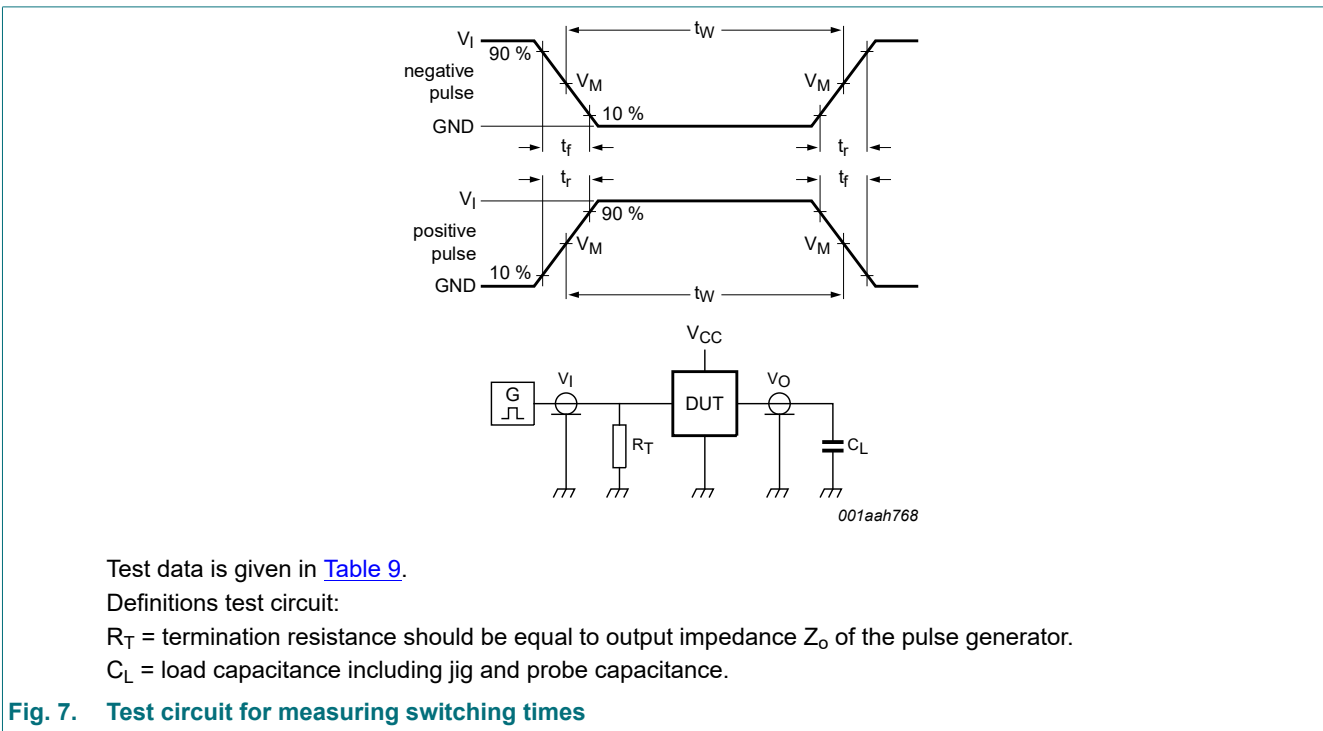 tW
VI
90 %
negative
pulse
VM
VM
10 %
GND
tf
tr
tr
tf
VI
90 %
positive
pulse
VM
VM
10 %
GND
tW
VCC
G
VI
DUT
VO
RT
CL
001aah768
Test data is given in Table 9.
Definitions test circuit:
RT = termination resistance should be equal to output impedance Zo of the pulse generator.
CL = load capacitance including jig and probe capacitance.
Fig. 7. Test circuit for measuring switching times